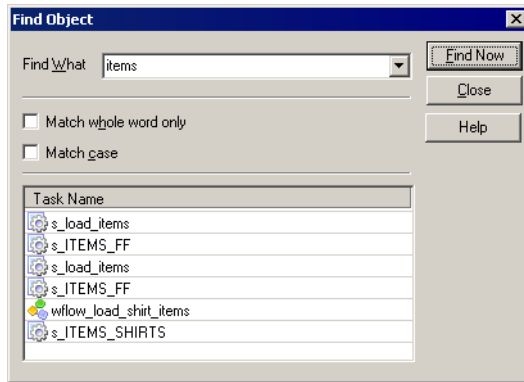 Find Object
Find What items Find Now
Close
Match whole word only Help
Match case
Task Name
s_load_items
s_ITEMS_FF
s_load_items
s_ITEMS_FF
wflow_load_shirt_items
s_ITEMS_SHIRTS